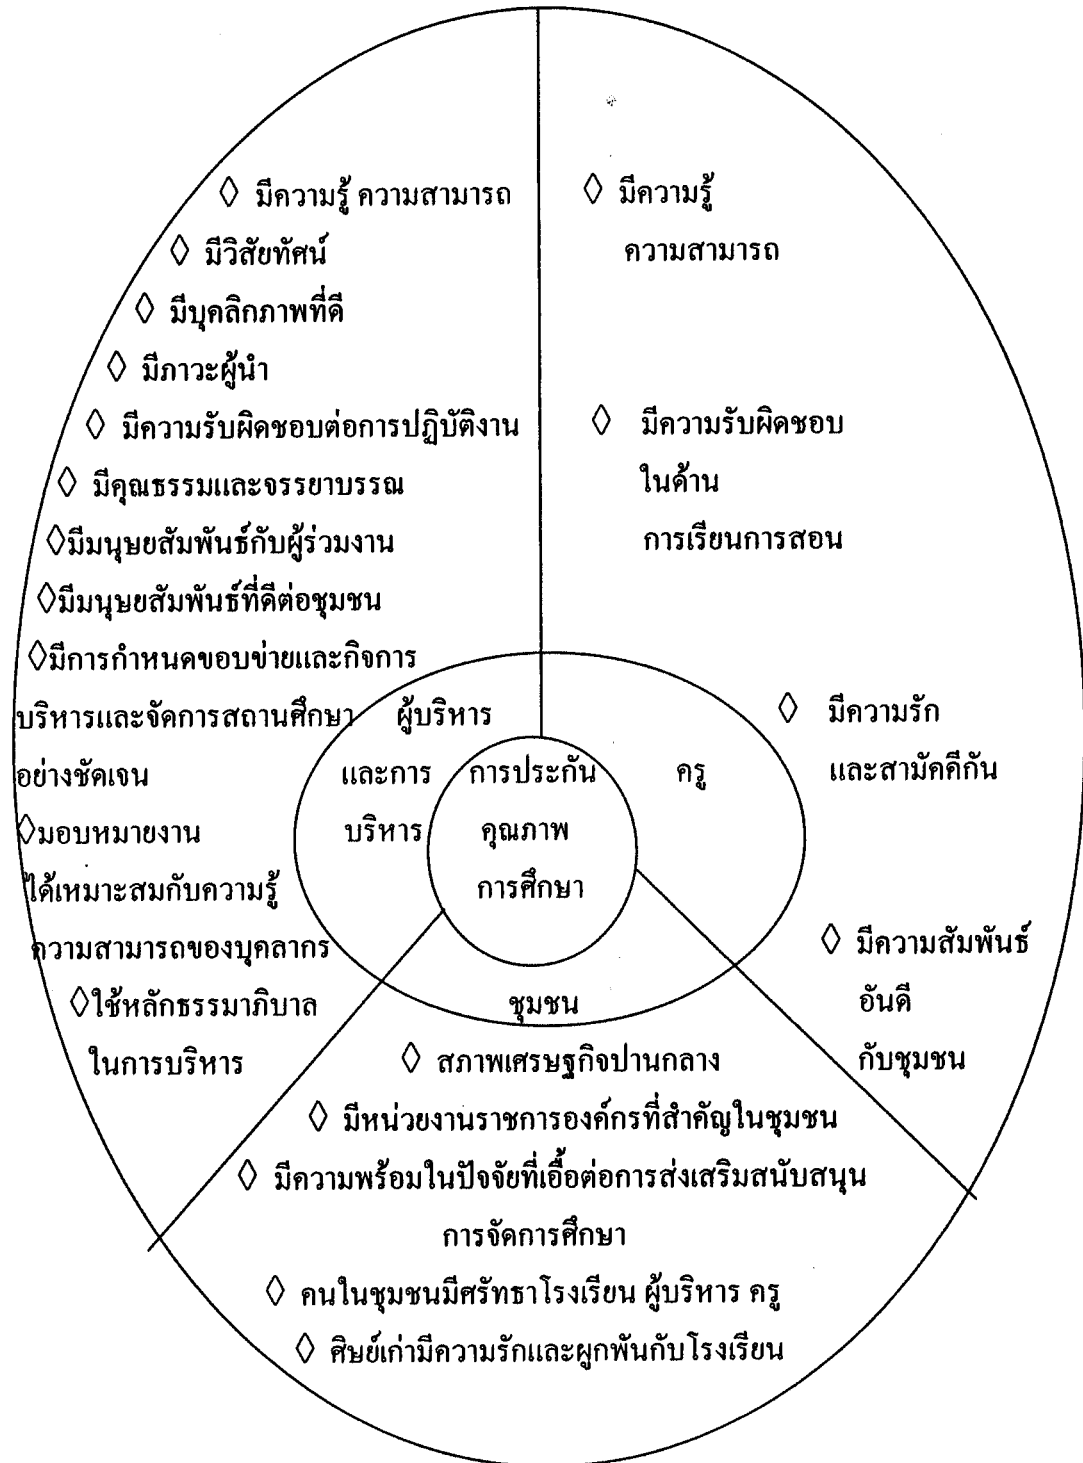 ◊ มีความรู้ ความสามารถ
◊ มีวิสัยทัศน์
◊ มีบุคลิกภาพที่ดี
◊ มีภาวะผู้นำ
◊ มีความรับผิดชอบต่อการปฏิบัติงาน
◊ มีคุณธรรมและจรรยาบรรณ
◊มีมนุษยสัมพันธ์กับผู้ร่วมงาน
◊มีมนุษยสัมพันธ์ที่ดีต่อชุมชน
◊มีการกำหนดขอบข่ายและกิจการ
บริหารและจัดการสถานศึกษา
อย่างชัดเจน
◊มอบหมายงาน
ได้เหมาะสมกับความรู้
ความสามารถของบุคลากร
◊ใช้หลักธรรมาภิบาล
ในการบริหาร
ผู้บริหาร
และการ
บริหาร
การประกัน
คุณภาพ
การศึกษา
ครู
◊ มีความรู้
ความสามารถ
◊ มีความรับผิดชอบ
ในด้าน
การเรียนการสอน
◊ มีความรัก
และสามัคคีกัน
◊ มีความสัมพันธ์
อันดี
กับชุมชน
ชุมชน
◊ สภาพเศรษฐกิจปานกลาง
◊ มีหน่วยงานราชการองค์กรที่สำคัญในชุมชน
◊ มีความพร้อมในปัจจัยที่เอื้อต่อการส่งเสริมสนับสนุน
การจัดการศึกษา
◊ คนในชุมชนมีศรัทธาโรงเรียน ผู้บริหาร ครู
◊ ศิษย์เก่ามีความรักและผูกพันกับโรงเรียน